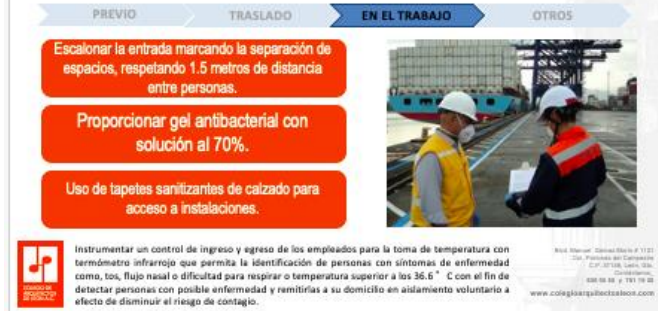 PREVIO
TRASLADO
EN EL TRABAJO
OTROS
Escalonar la entrada marcando la separación de
espacios, respetando 1.5 metros de distancia
entre personas.
Proporcionar gel antibacterial con
solución al 70%.
Uso de tapetes sanitizantes de calzado para
acceso a instalaciones.
Instrumentar un control de ingreso y egreso de los empleados para la toma de temperatura con
termómetro infrarrojo que permita la identificación de personas con síntomas de enfermedad
como, tos, flujo nasal o dificultad para respirar o temperatura superior a los 36.6 ° C con el fin de
detectar personas con posible enfermedad y remitirlas a su domicilio en aislamiento voluntario a
efecto de disminuir el riesgo de contagio.
COLEGIO DE
ARQUITECTOS
DE LEÓN A.C.
www.colegioarquitectosleon.com